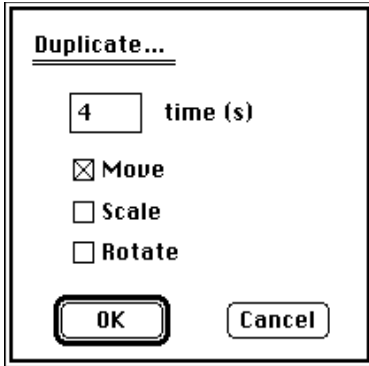 Duplicate...
4 time (s)
Move
Scale
Rotate
OK Cancel